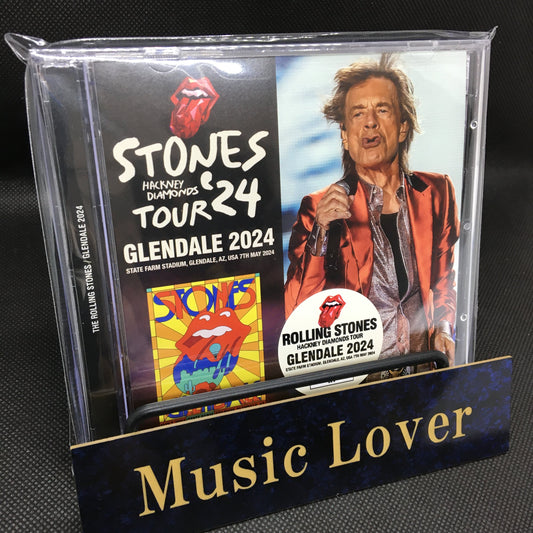 THE ROLLING STONES / GLENDALE 2024
STONES
HACKNEY
DIAMONDS
TOUR '24
GLENDALE 2024
STATE FARM STADIUM, GLENDALE, AZ, USA 7TH MAY 2024
STONES
ROLLING STONES
HACKNEY DIAMONDS TOUR
GLENDALE 2024
STATE FARM STADIUM, GLENDALE, AZ, USA 7TH MAY 2024
Music Lover